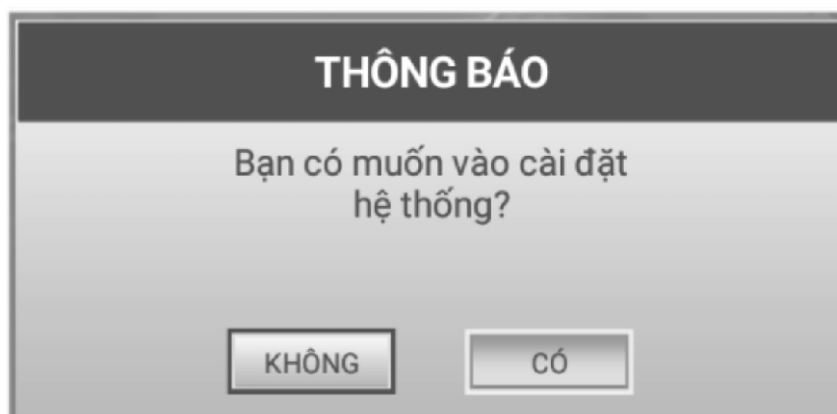 THÔNG BÁO
Bạn có muốn vào cài đặt
hệ thống?
KHÔNG
CÓ